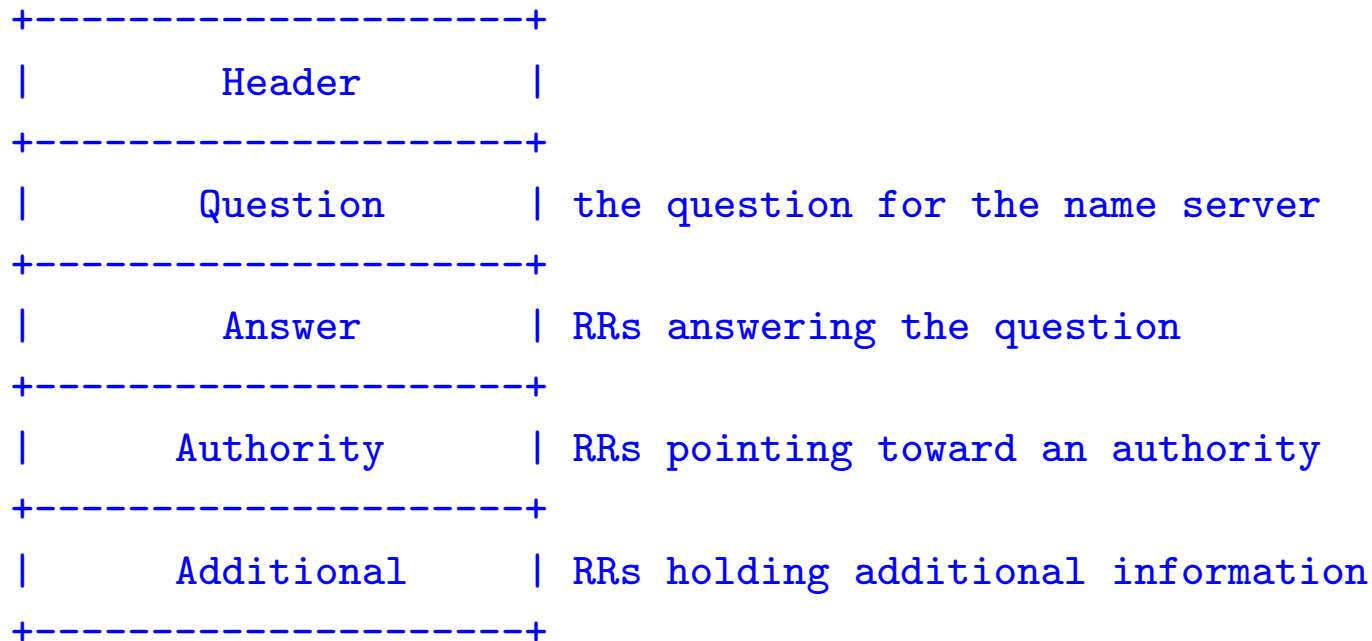 +---------------------+
|        Header       |
+---------------------+
|       Question      | the question for the name server
+---------------------+
|        Answer       | RRs answering the question
+---------------------+
|      Authority      | RRs pointing toward an authority
+---------------------+
|      Additional     | RRs holding additional information
+---------------------+